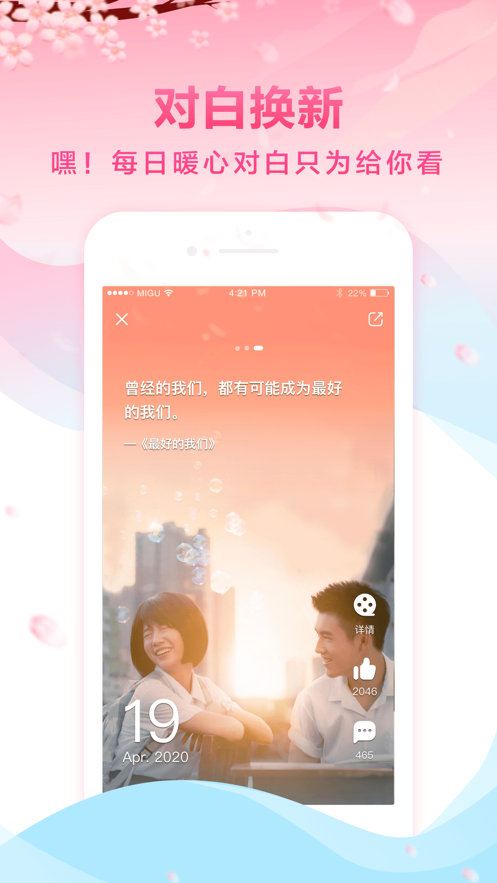 对白换新
嘿！每日暖心对白只为给你看
MIGU 4:21 PM 22%
曾经的我们，都有可能成为最好
的我们。
—《最好的我们》
详情
2046
19
Apr. 2020
465